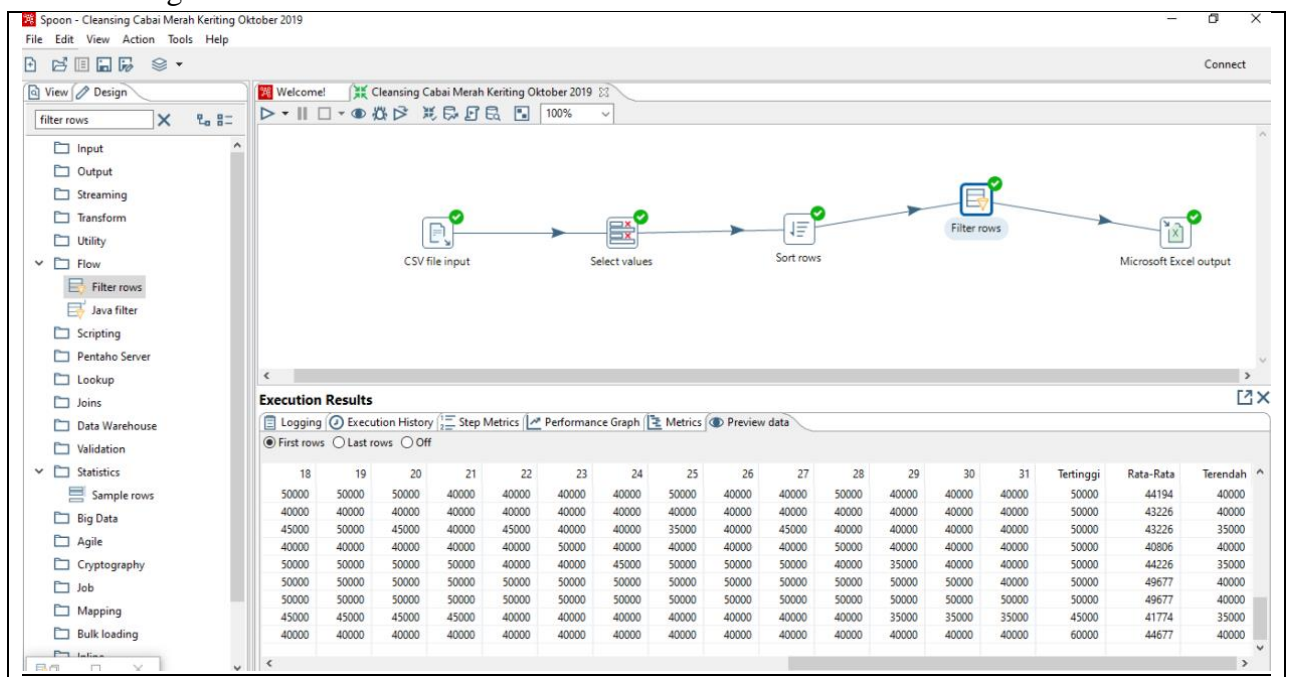 Spoon - Cleansing Cabai Merah Keriting Oktober 2019
File Edit View Action Tools Help
Connect
View Design
Welcome! Cleansing Cabai Merah Keriting Oktober 2019
filter rows
100%
Input
Output
Streaming
Transform
Utility
Flow
Filter rows
Java filter
Scripting
Pentaho Server
Lookup
Joins
Data Warehouse
Validation
Statistics
Sample rows
Big Data
Agile
Cryptography
Job
Mapping
Bulk loading
CSV file input
Select values
Sort rows
Filter rows
Microsoft Excel output
Execution Results
Logging Execution History Step Metrics Performance Graph Metrics Preview data
First rows Last rows Off
18 19 20 21 22 23 24 25 26 27 28 29 30 31 Tertinggi Rata-Rata Terendah
50000 50000 50000 40000 40000 40000 40000 50000 40000 40000 50000 40000 40000 40000 50000 44194 40000
40000 40000 40000 40000 40000 40000 40000 40000 40000 40000 40000 40000 40000 40000 50000 43226 40000
45000 50000 45000 40000 45000 40000 40000 35000 40000 45000 40000 40000 40000 40000 50000 43226 35000
40000 40000 40000 40000 40000 50000 40000 40000 40000 40000 50000 40000 40000 40000 50000 40806 40000
50000 50000 50000 50000 40000 40000 45000 50000 50000 50000 40000 35000 40000 40000 50000 44226 35000
50000 50000 50000 50000 50000 50000 50000 50000 50000 50000 50000 50000 50000 40000 50000 49677 40000
50000 50000 50000 50000 50000 50000 50000 50000 50000 50000 50000 50000 50000 40000 50000 49677 40000
45000 45000 45000 45000 40000 40000 40000 40000 40000 40000 40000 35000 35000 35000 45000 41774 35000
40000 40000 40000 40000 40000 40000 40000 40000 40000 40000 40000 40000 40000 40000 60000 44677 40000